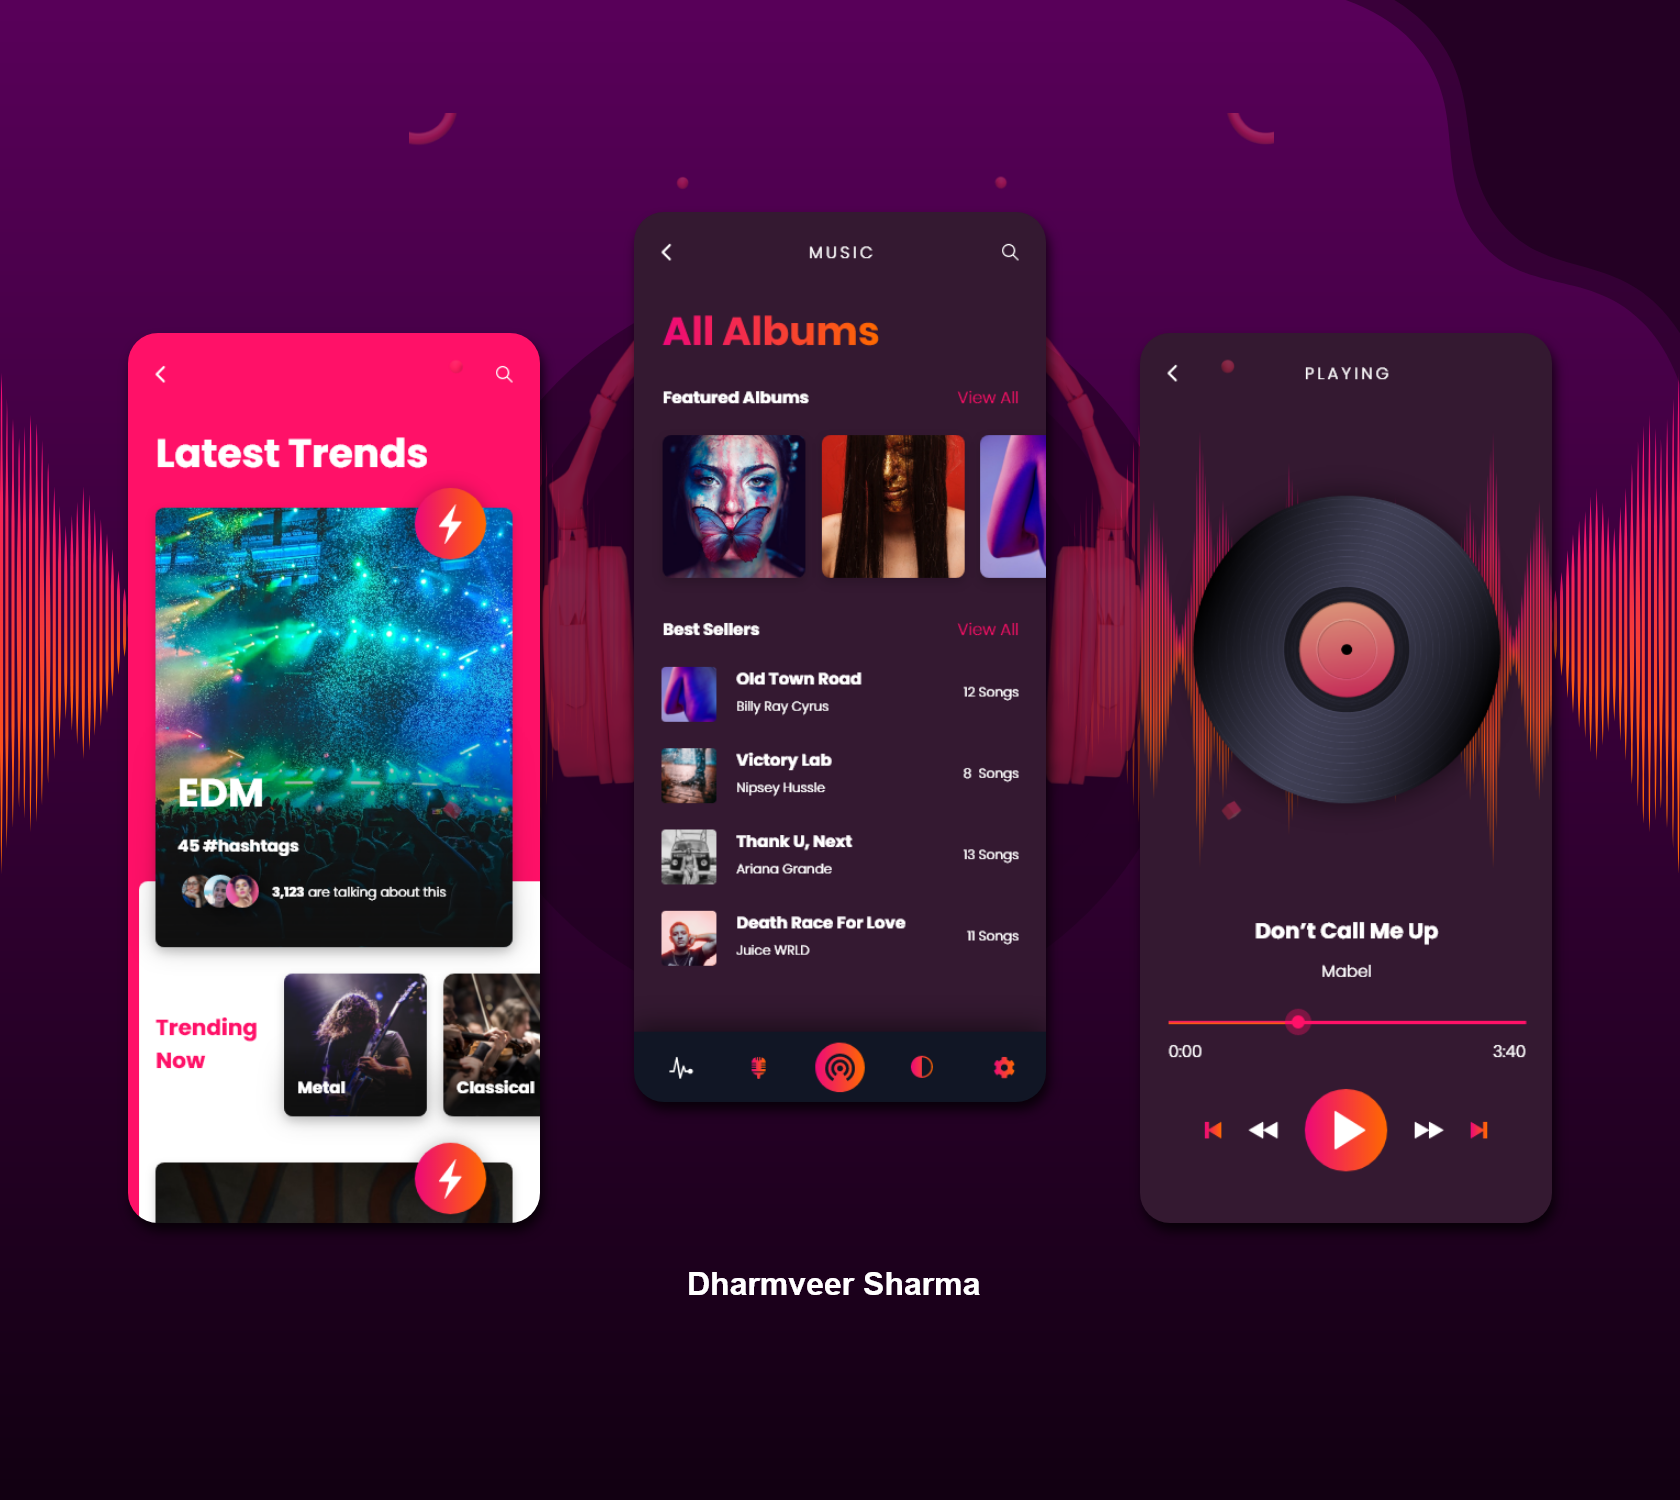 Latest Trends
EDM
45 #hashtags
3,123 are talking about this
Trending
Now
Metal
Classical
MUSIC
All Albums
Featured Albums
View All
Best Sellers
View All
Old Town Road
Billy Ray Cyrus
12 Songs
Victory Lab
Nipsey Hussle
8 Songs
Thank U, Next
Ariana Grande
13 Songs
Death Race For Love
Juice WRLD
11 Songs
PLAYING
Don't Call Me Up
Mabel
0:00
3:40
Dharmveer Sharma